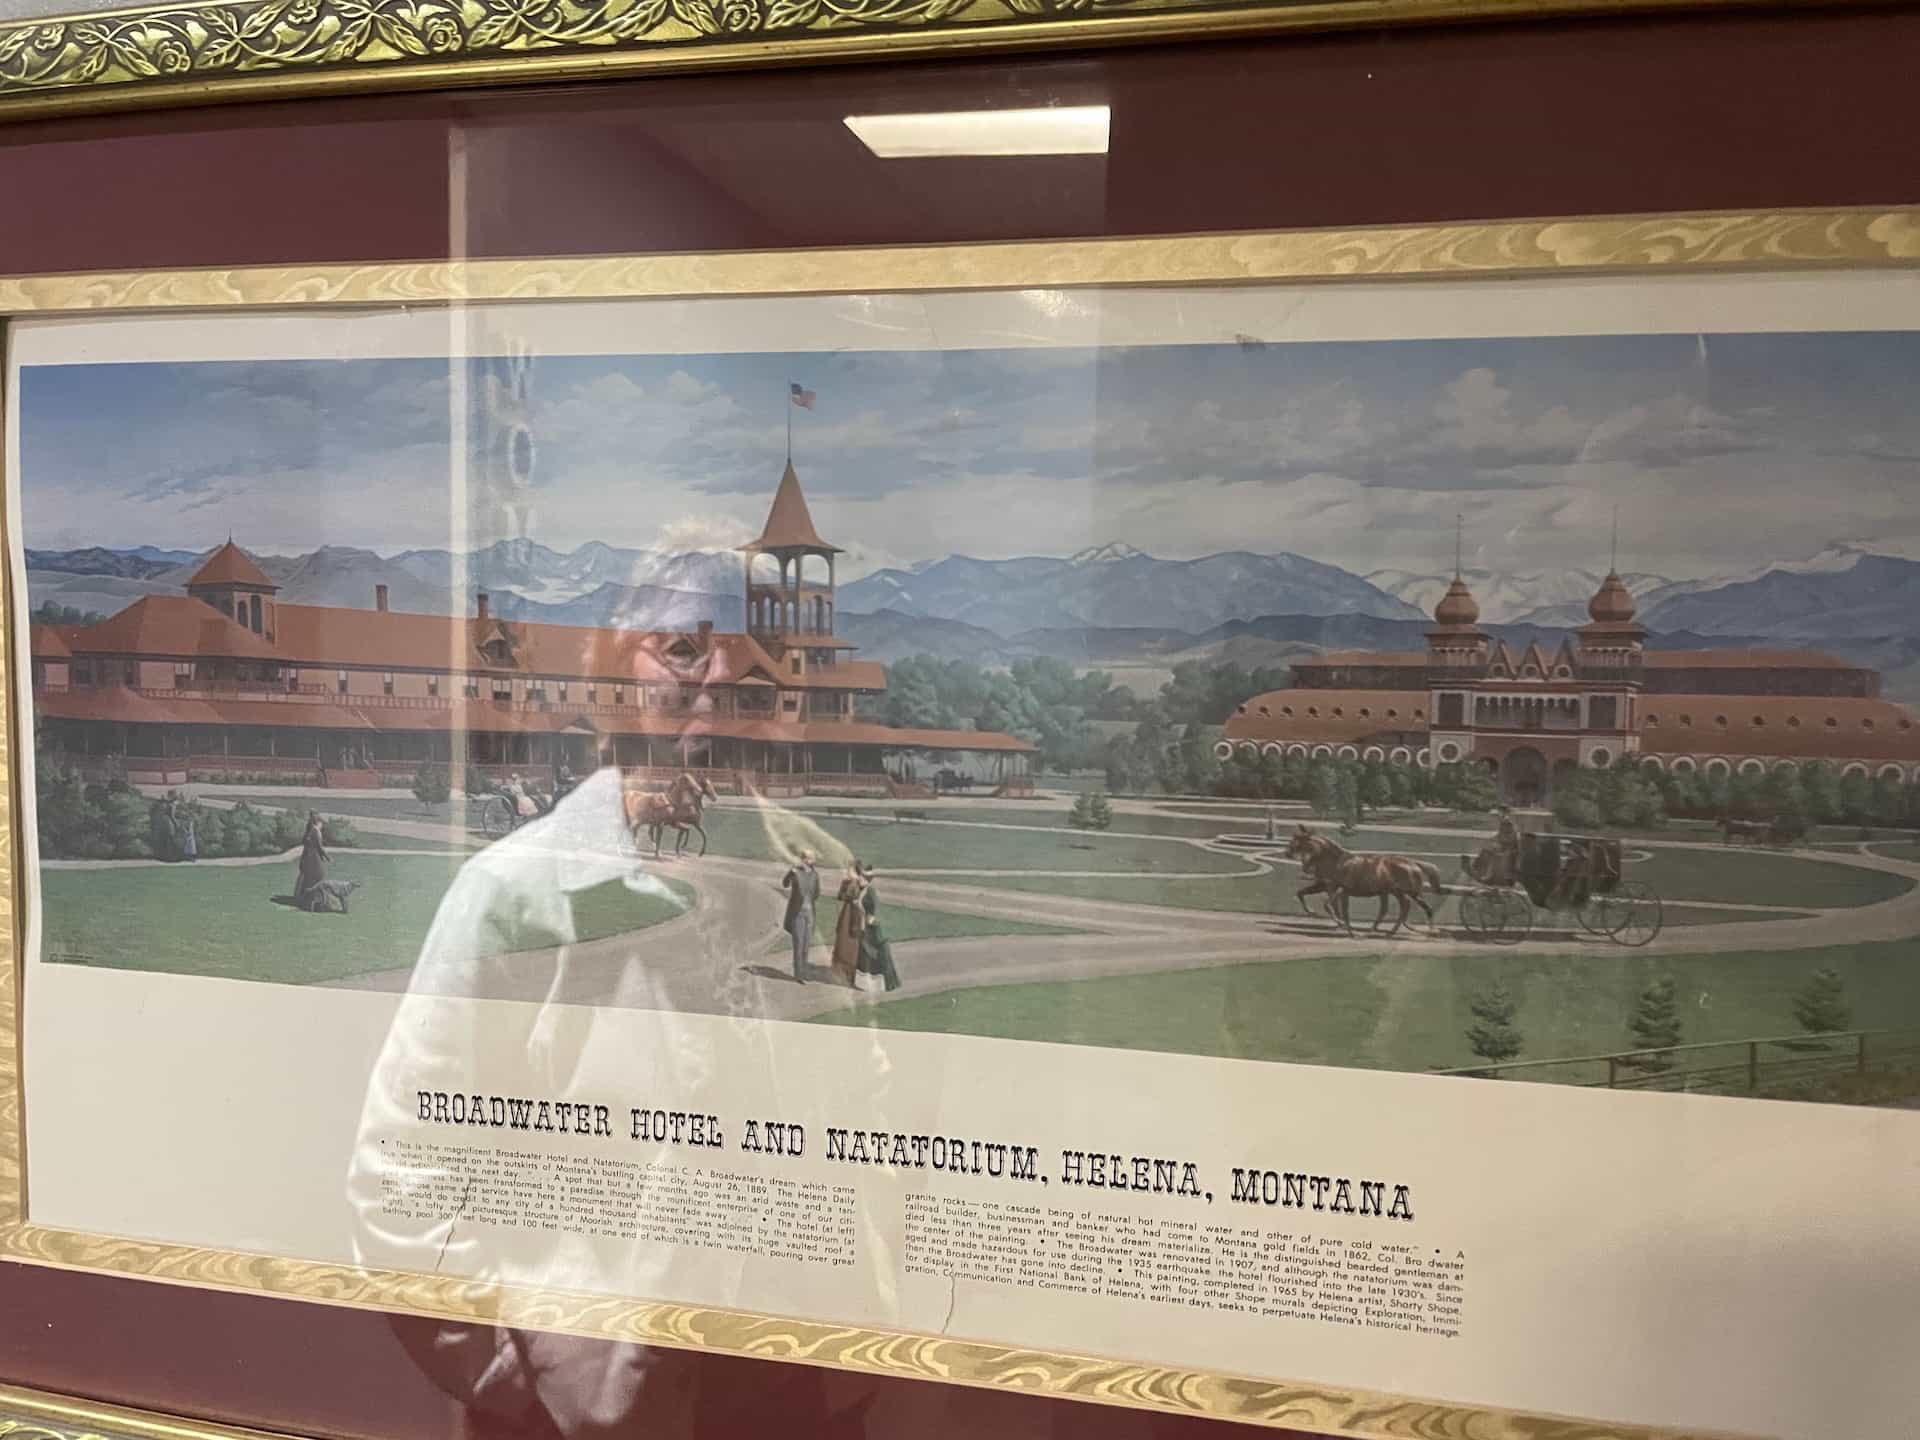 BROADWATER HOTEL AND NATATORIUM, HELENA, MONTANA
• This is the magnificent Broadwater Hotel and Natatorium, Colonel C. A. Broadwater's dream which came
true when it opened on the outskirts of Montana's bustling capital city, August 26, 1889. The Helena Daily
Herald editorialized the next day. ". . . A spot that but a few months ago was an arid waste and a tan-
gled wilderness has been transformed to a paradise through the munificent enterprise of one of our citi-
zens, whose name and service have here a monument that will never fade away . . ." • The hotel (at left)
"That would do credit to any city of a hundred thousand inhabitants" was adjoined by the natatorium (at
right), "a lofty and picturesque structure of Moorish architecture, covering with its huge vaulted roof a
bathing pool 300 feet long and 100 feet wide, at one end of which is a twin waterfall, pouring over great
granite rocks — one cascade being of natural hot mineral water and other of pure cold water." • A
railroad builder, businessman and banker who had come to Montana gold fields in 1862, Col. Bro dwater
died less than three years after seeing his dream materialize. He is the distinguished bearded gentleman at
the center of the painting. • The Broadwater was renovated in 1907, and although the natatorium was dam-
aged and made hazardous for use during the 1935 earthquake, the hotel flourished into the late 1930's. Since
then the Broadwater has gone into decline. • This painting, completed in 1965 by Helena artist, Shorty Shope,
for display in the First National Bank of Helena, with four other Shope murals depicting Exploration, Immi-
gration, Communication and Commerce of Helena's earliest days, seeks to perpetuate Helena's historical heritage.